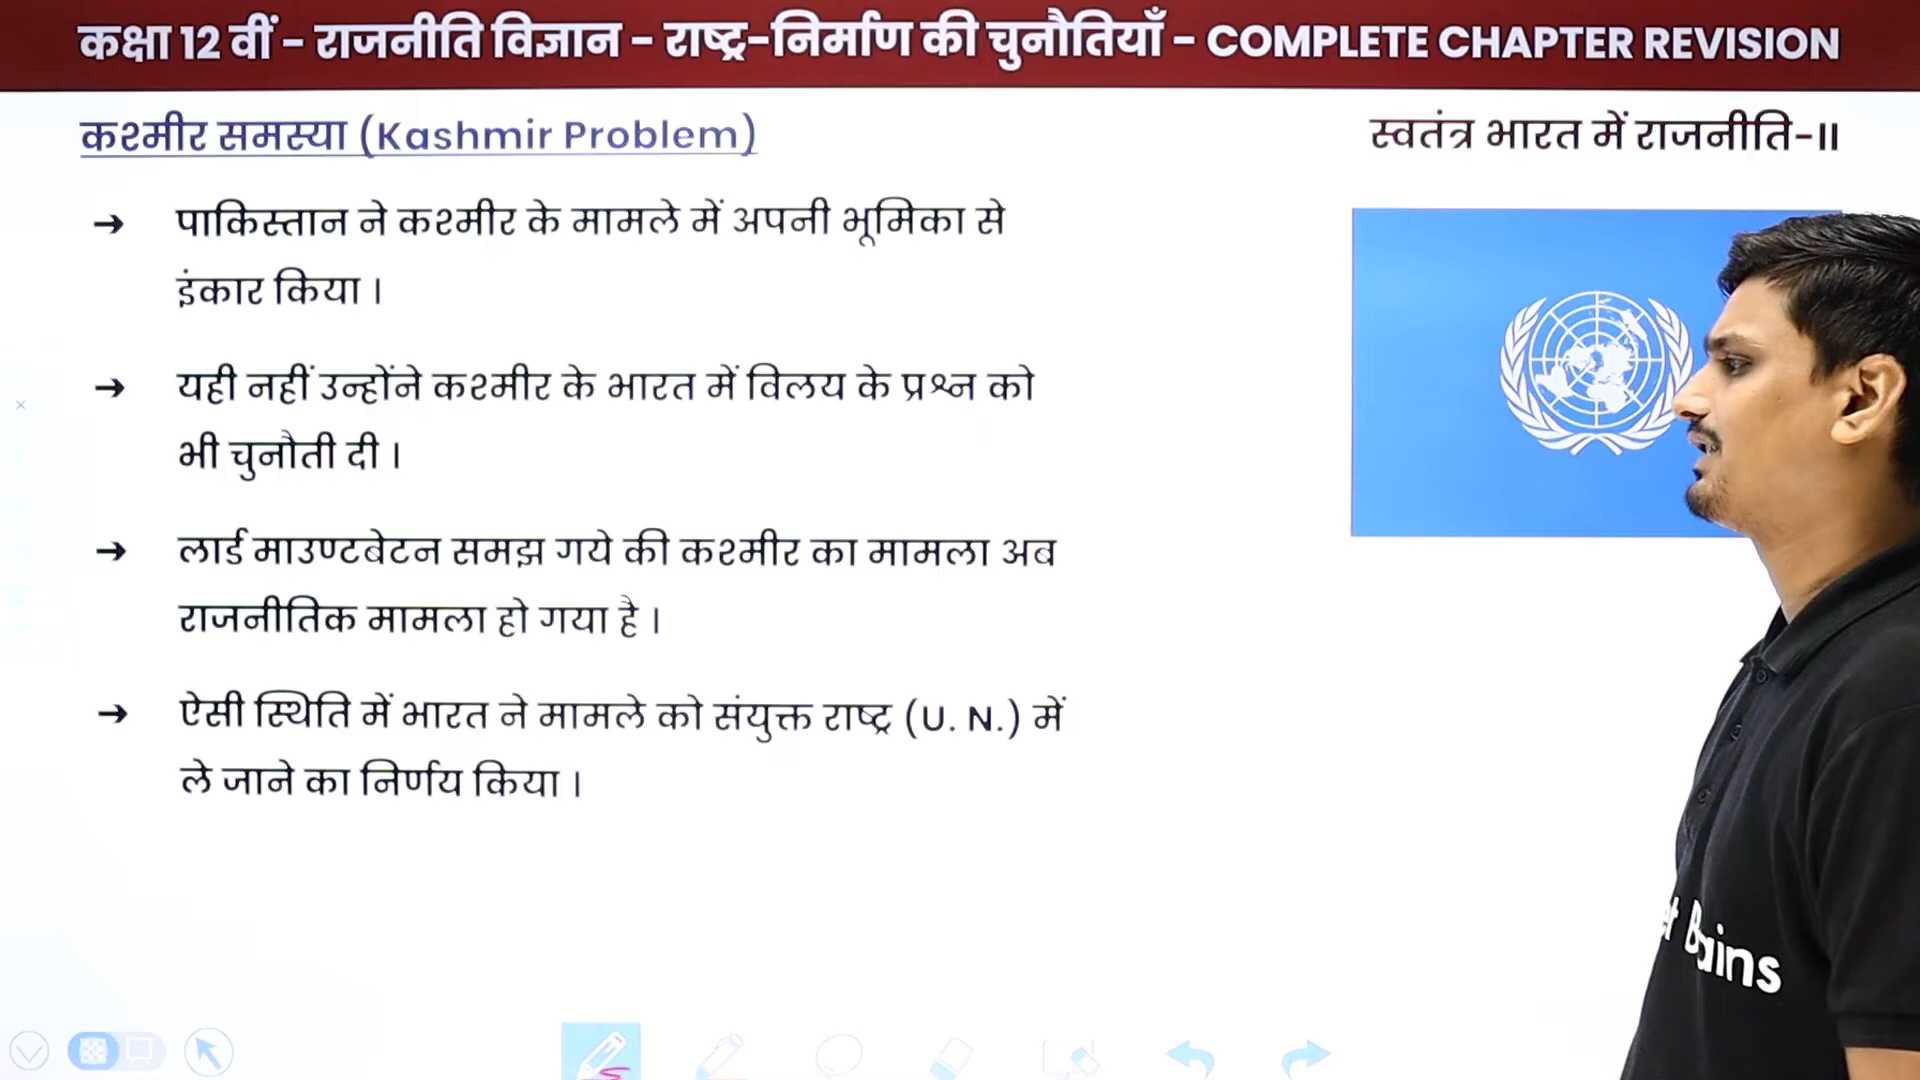 कक्षा 12 वीं - राजनीति विज्ञान - राष्ट्र-निर्माण की चुनौतियाँ - COMPLETE CHAPTER REVISION
कश्मीर समस्या (Kashmir Problem)
स्वतंत्र भारत में राजनीति-II
→ पाकिस्तान ने कश्मीर के मामले में अपनी भूमिका से
इंकार किया ।
→ यही नहीं उन्होंने कश्मीर के भारत में विलय के प्रश्न को
भी चुनौती दी ।
→ लार्ड माउण्टबेटन समझ गये की कश्मीर का मामला अब
राजनीतिक मामला हो गया है ।
→ ऐसी स्थिति में भारत ने मामले को संयुक्त राष्ट्र (U. N.) में
ले जाने का निर्णय किया ।